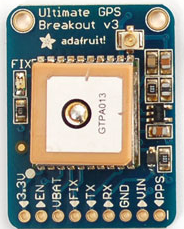 Ultimate GPS
Breakout v3
adafruit!
FIX
GTPA013
3.3V
EN
VBAT
FIX
TX
RX
GND
VIN
PPS